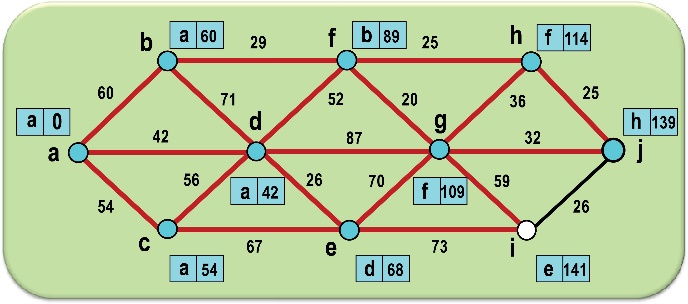 a 60
b 89
f 114
b
29
f
25
h
60
71
52
20
36
25
a 0
h 139
a
42
d
87
g
32
j
54
56
a 42
26
70
f 109
59
26
c
67
e
73
i
a 54
d 68
e 141